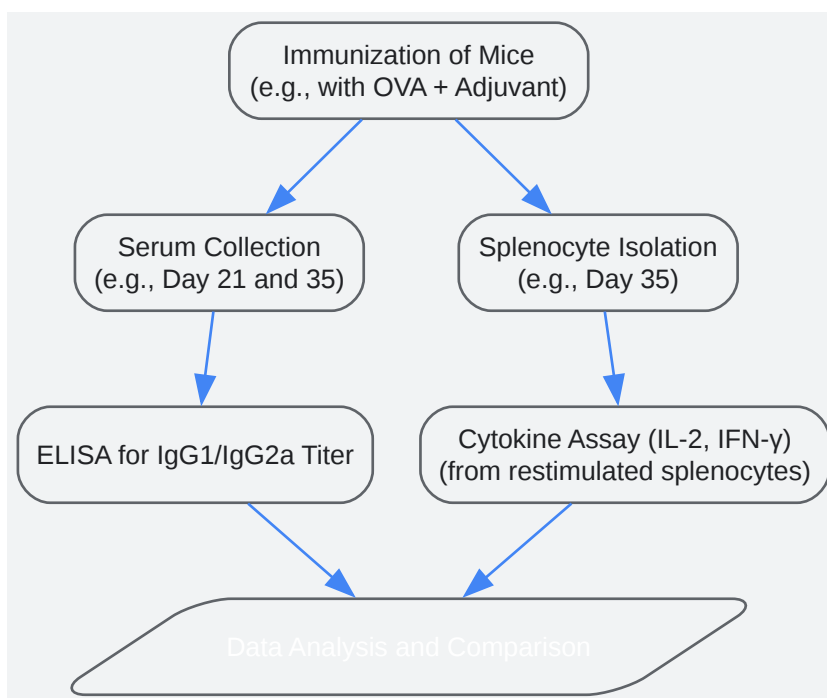 Immunization of Mice
(e.g., with OVA + Adjuvant)
Serum Collection
(e.g., Day 21 and 35)
Splenocyte Isolation
(e.g., Day 35)
ELISA for IgG1/IgG2a Titer
Cytokine Assay (IL-2, IFN-γ)
(from restimulated splenocytes)
Data Analysis and Comparison